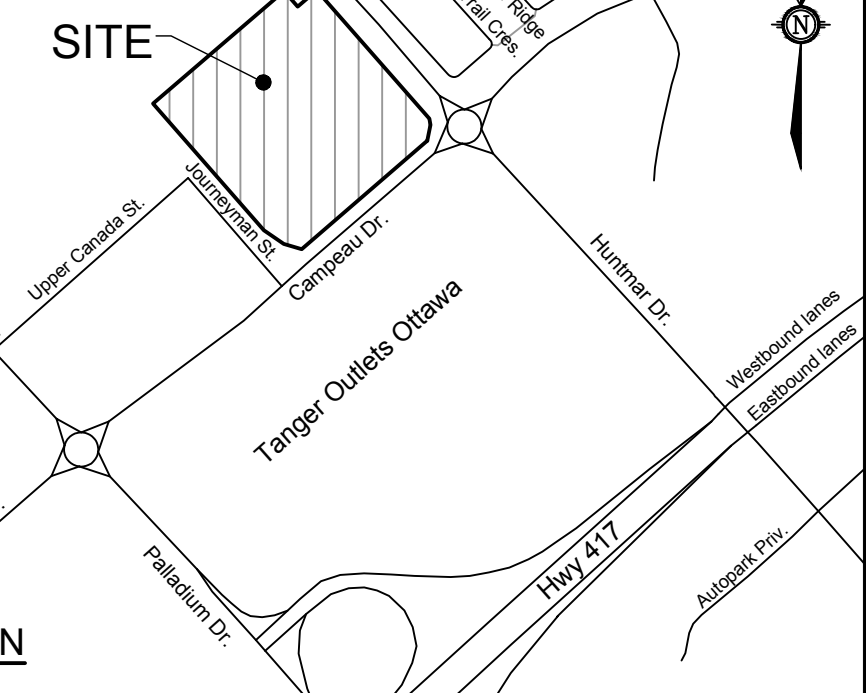 SITE
Ridge
rail Cres.
N
Journeyman St.
Upper Canada St.
Campeau Dr.
Huntmar Dr.
Tanger Outlets Ottawa
Westbound lanes
Eastbound lanes
Hwy 417
Autopark Priv.
Palladium Dr.
N